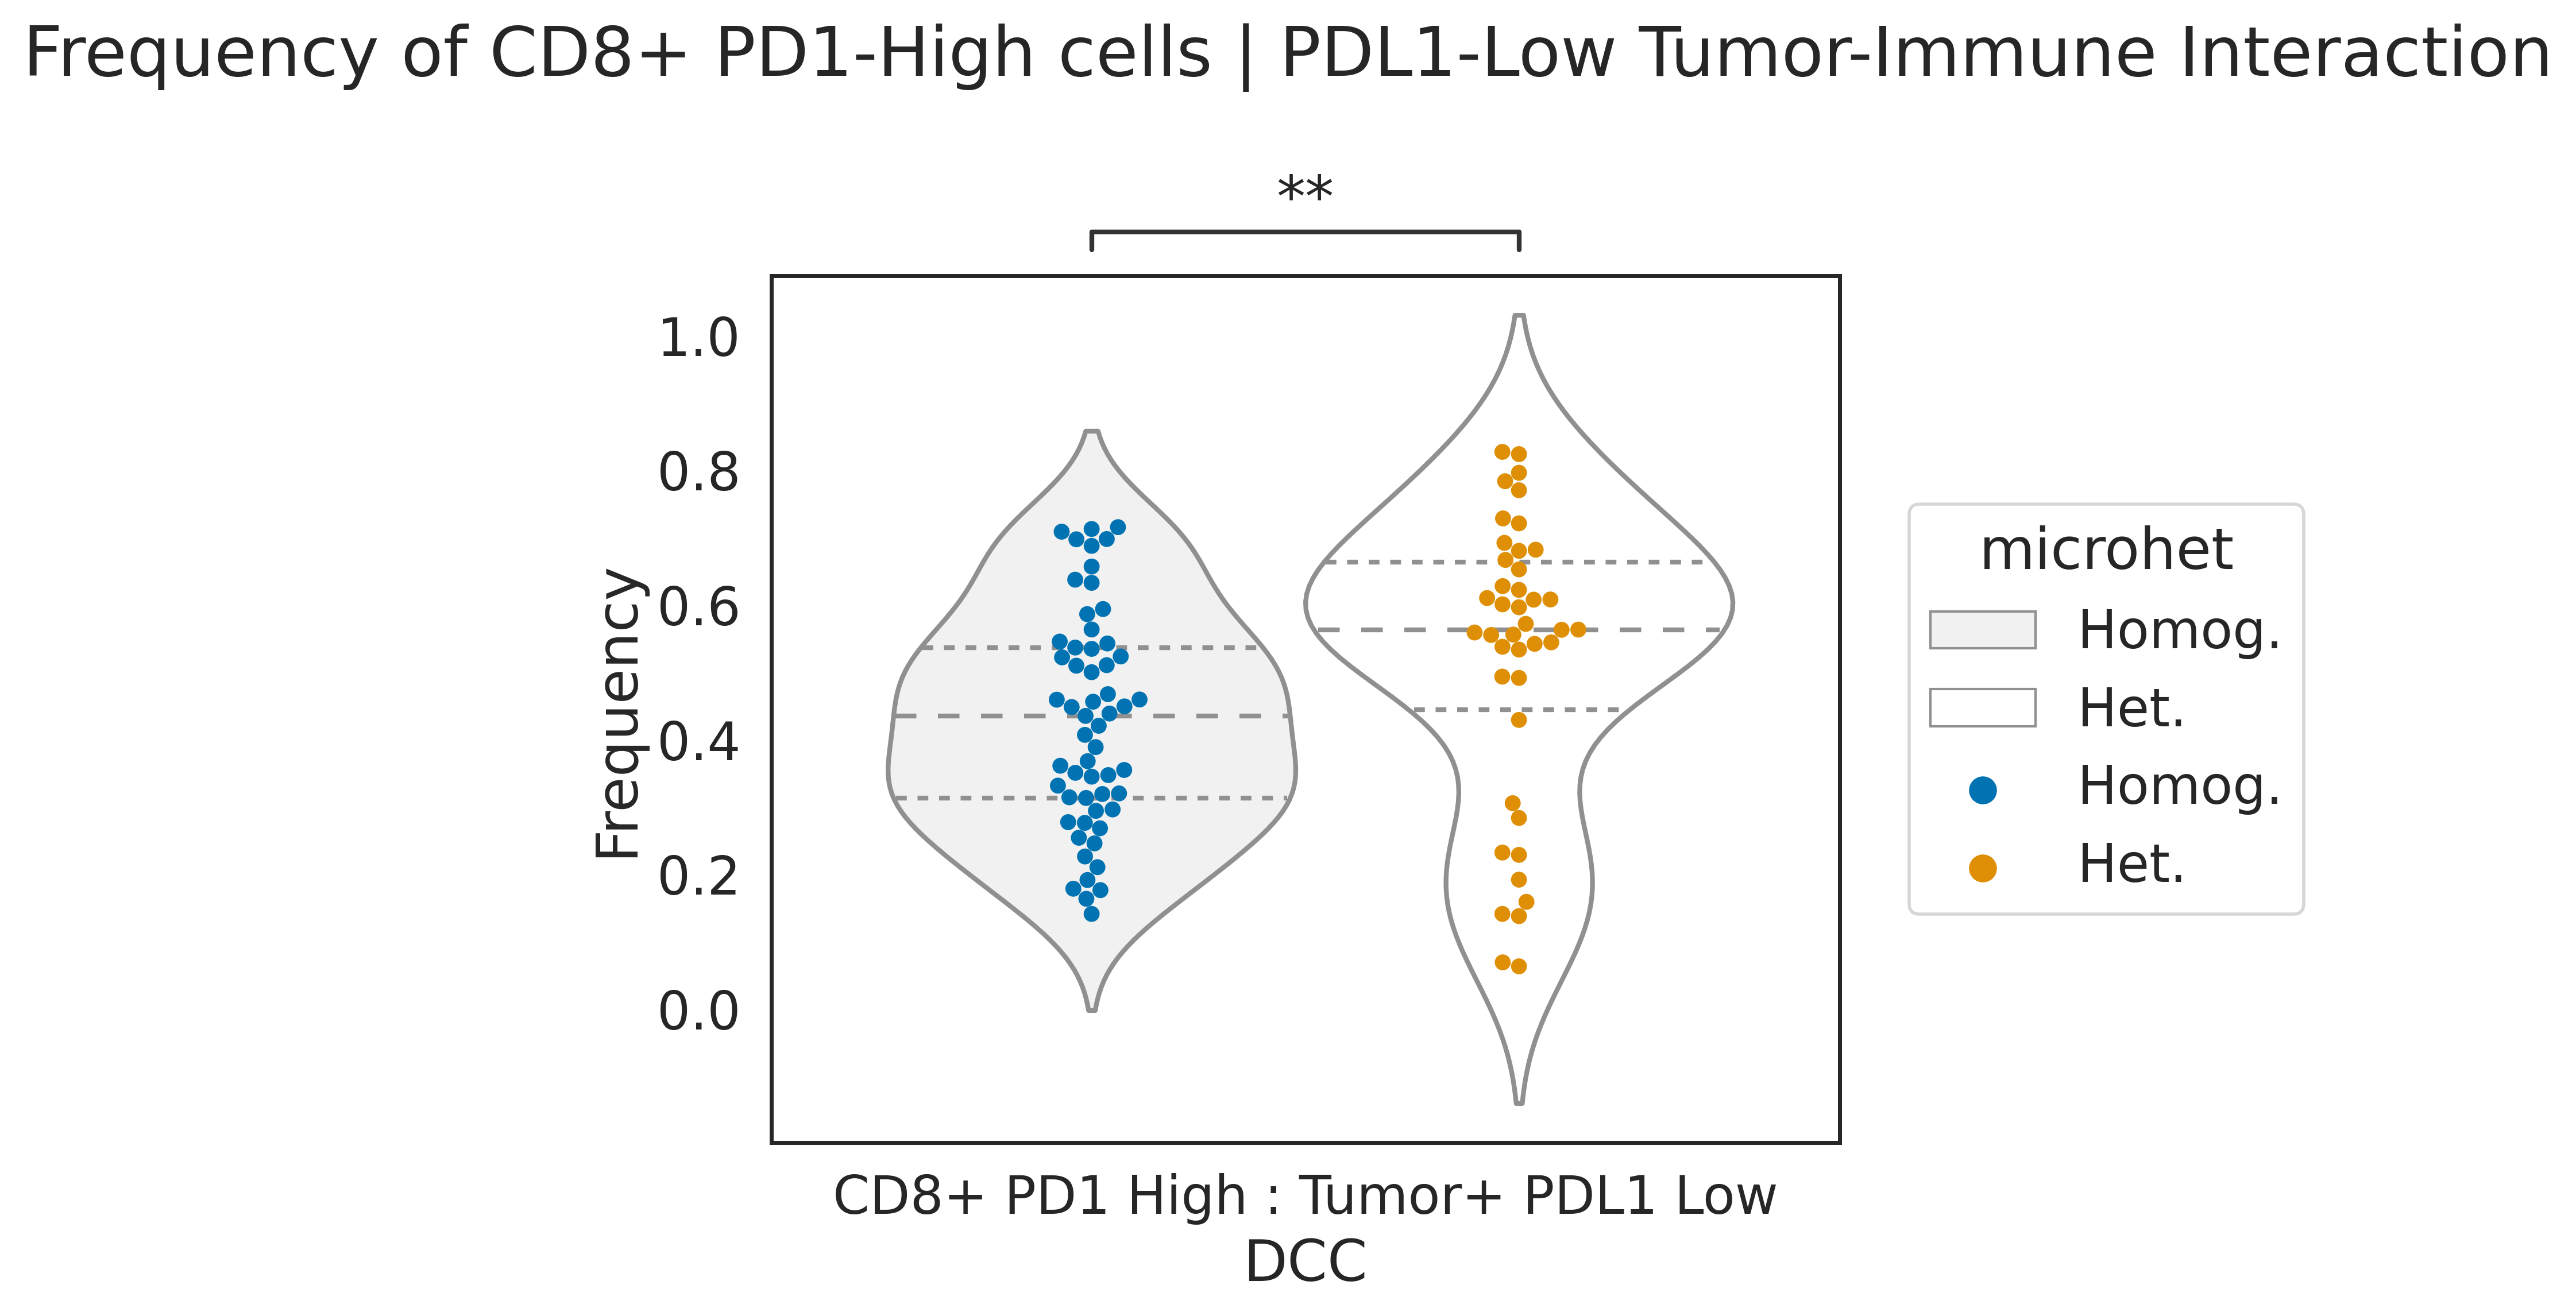 Frequency of CD8+ PD1-High cells | PDL1-Low Tumor-Immune Interaction
**
1.0
0.8
0.6
0.4
0.2
0.0
Frequency
CD8+ PD1 High : Tumor+ PDL1 Low
DCC
microhet
Homog.
Het.
Homog.
Het.